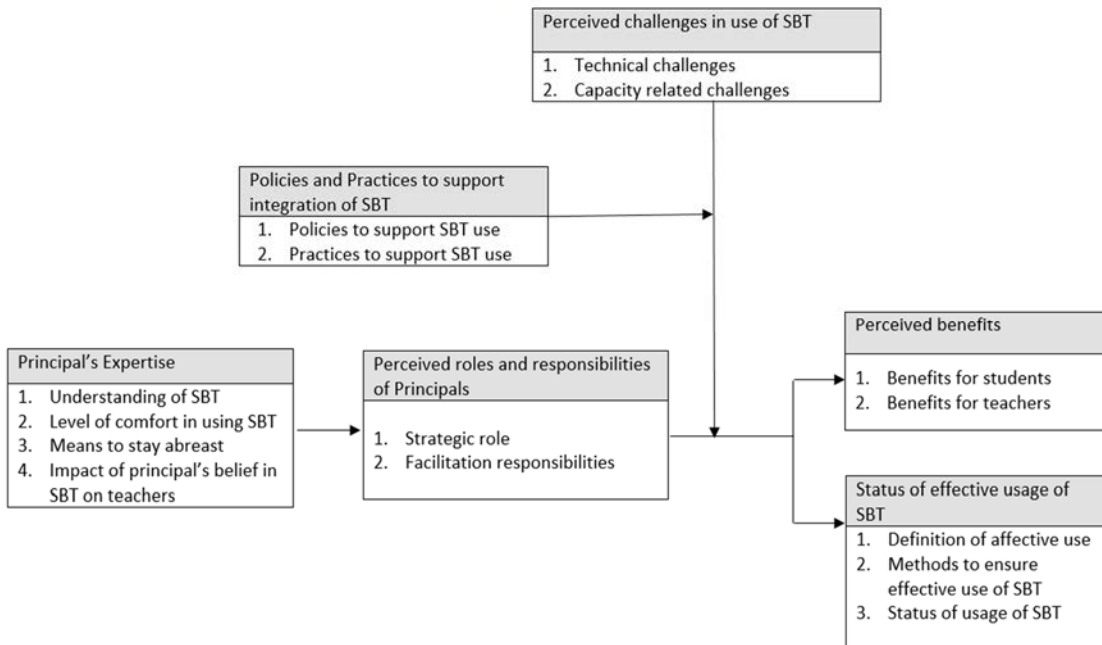 Perceived challenges in use of SBT
1. Technical challenges
2. Capacity related challenges
Policies and Practices to support
integration of SBT
1. Policies to support SBT use
2. Practices to support SBT use
Principal's Expertise
1. Understanding of SBT
2. Level of comfort in using SBT
3. Means to stay abreast
4. Impact of principal's belief in
SBT on teachers
Perceived roles and responsibilities
of Principals
1. Strategic role
2. Facilitation responsibilities
Perceived benefits
1. Benefits for students
2. Benefits for teachers
Status of effective usage of
SBT
1. Definition of affective use
2. Methods to ensure
effective use of SBT
3. Status of usage of SBT